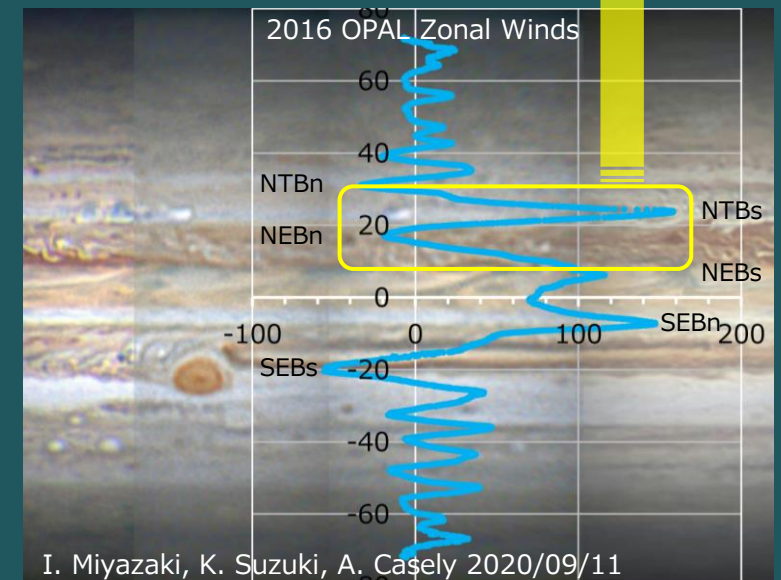 80
2016 OPAL Zonal Winds
60
40
NTBn
NTBs
20
NEBn
NEBs
0
-100 0 100 200
SEBn
SEBs
-20
-40
-60
I. Miyazaki, K. Suzuki, A. Casely 2020/09/11